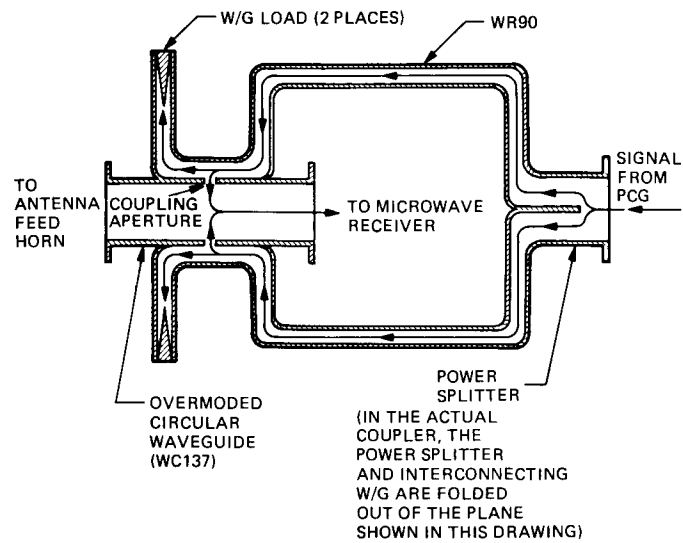 W/G LOAD (2 PLACES)
WR90
SIGNAL
FROM
PCG
TO
ANTENNA
FEED
HORN
COUPLING
APERTURE
TO MICROWAVE
RECEIVER
OVERMODED
CIRCULAR
WAVEGUIDE
(WC137)
POWER
SPLITTER
(IN THE ACTUAL
COUPLER, THE
POWER SPLITTER
AND INTERCONNECTING
W/G ARE FOLDED
OUT OF THE PLANE
SHOWN IN THIS DRAWING)